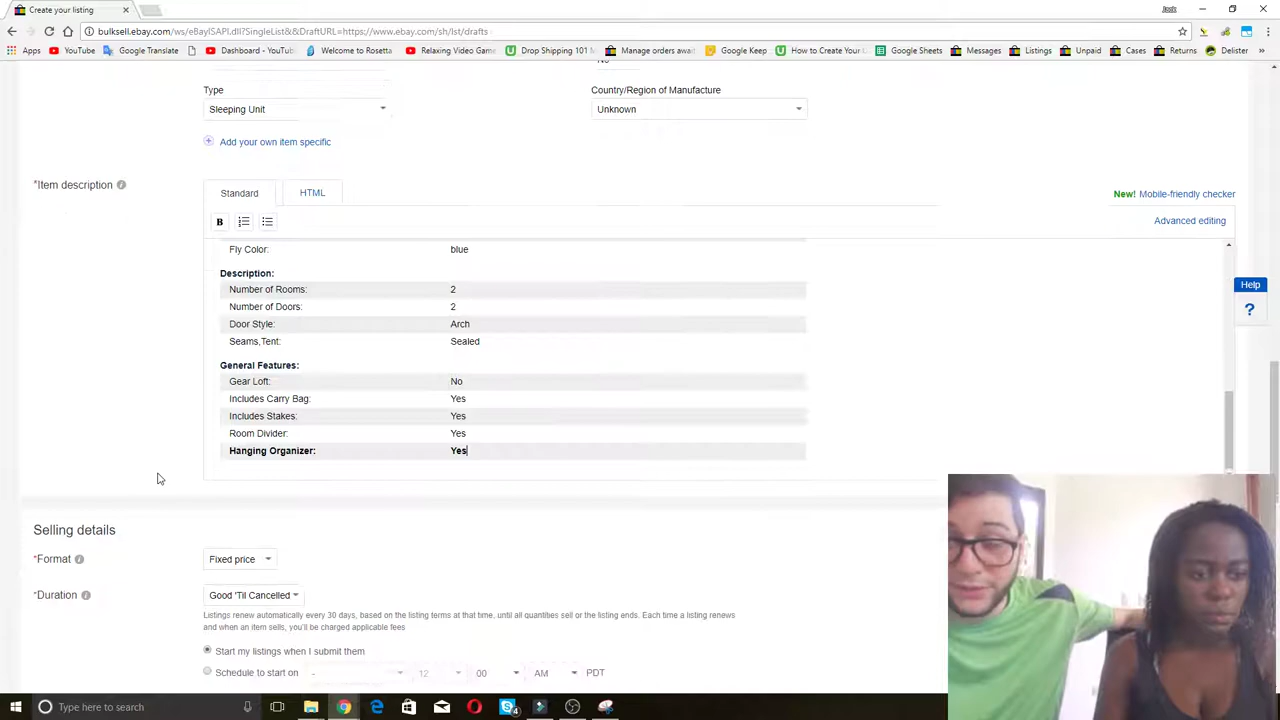 Create your listing
bulksell.ebay.com/ws/eBayISAPI.dll?SingleList&&DraftURL=https://www.ebay.com/sh/lst/drafts
Apps YouTube Google Translate Dashboard - YouTu Welcome to Rosetta Relaxing Video Game Drop Shipping 101 M Google Keep How to Create Your L Google Sheets Manage orders await Messages Listings Unpaid Cases Returns Delister »
No
Type Country/Region of Manufacture
Sleeping Unit Unknown
Add your own item specific
*Item description Standard HTML New! Mobile-friendly checker
B Advanced editing
Fly Color: blue
Description:
Number of Rooms: 2
Number of Doors: 2
Door Style: Arch
Seams,Tent: Sealed
General Features:
Gear Loft: No
Includes Carry Bag: Yes
Includes Stakes: Yes
Room Divider: Yes
Hanging Organizer: Yes
Help
?
Selling details
*Format Fixed price
*Duration Good 'Til Cancelled
Listings renew automatically every 30 days, based on the listing terms at that time, until all quantities sell or the listing ends. Each time a listing renews
and when an item sells, you'll be charged applicable fees
Start my listings when I submit them
Schedule to start on - 12 00 AM PDT
Type here to search